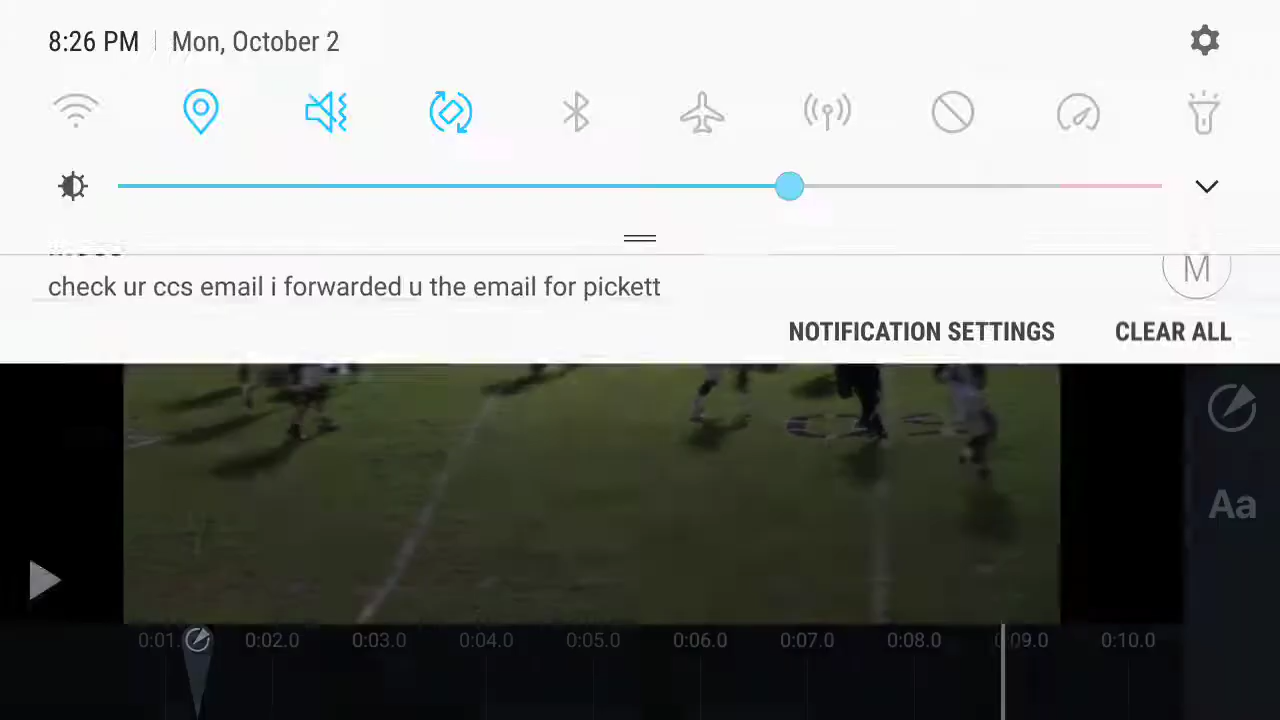 8:26 PM | Mon, October 2
check ur ccs email i forwarded u the email for pickett
M
NOTIFICATION SETTINGS
CLEAR ALL
Aa
0:01. 0:02.0 0:03.0 0:04.0 0:05.0 0:06.0 0:07.0 0:08.0 0:09.0 0:10.0